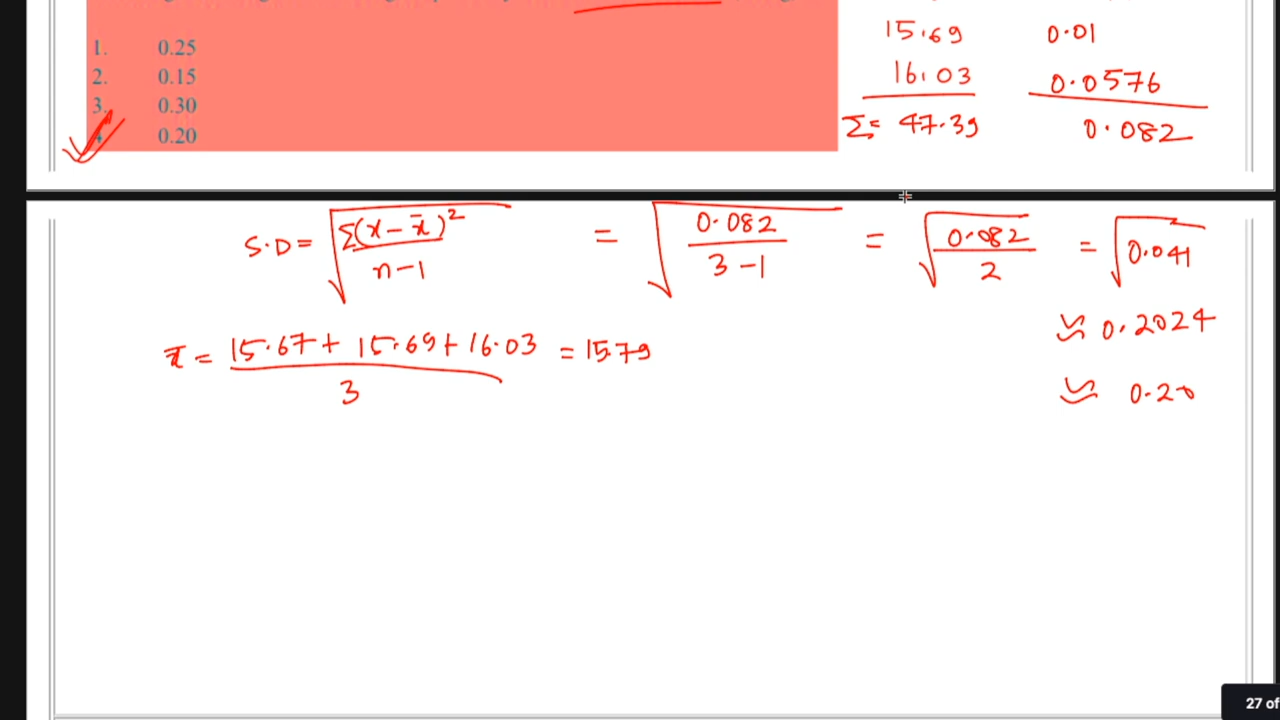 1. 0.25
2. 0.15
3. 0.30
4. 0.20
15.69 0.01
16.03 0.0576
Σ= 47.39 0.082
S.D = √(Σ(x-x̄)²/n-1) = √(0.082/3-1) = √(0.082/2) = √0.041
≈ 0.2024
x̄ = 15.67+15.69+16.03/3 = 1579
≈ 0.20
27 of